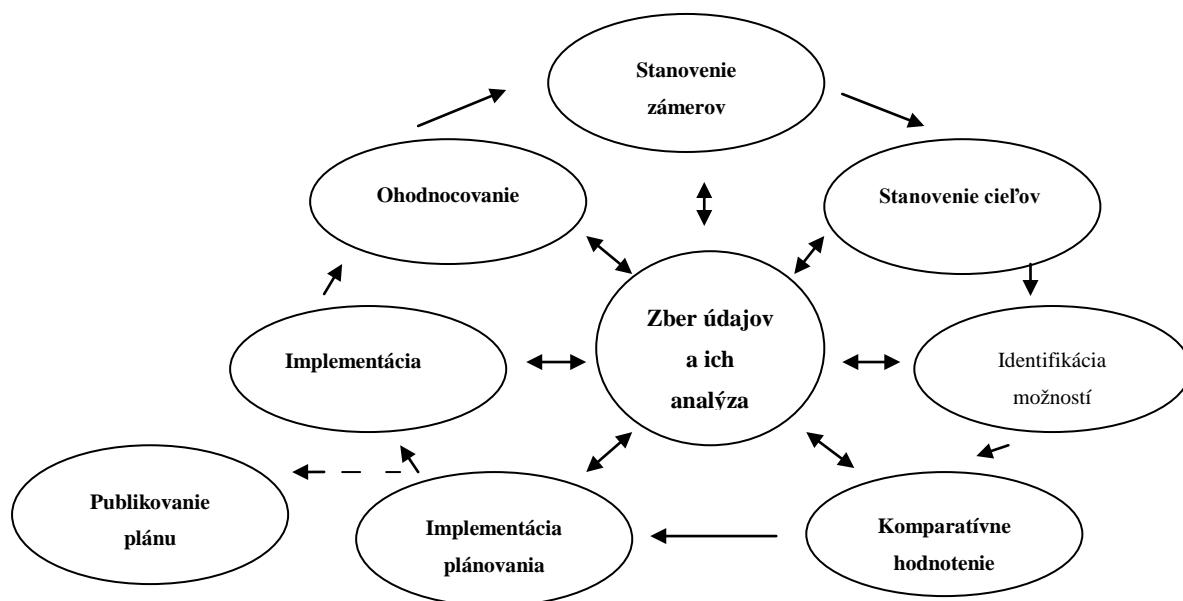 Stanovenie
zámerov
Ohodnocovanie
Stanovenie cieľov
Zber údajov
a ich
analýza
Implementácia
Identifikácia
možností
Publikovanie
plánu
Implementácia
plánovania
Komparatívne
hodnotenie